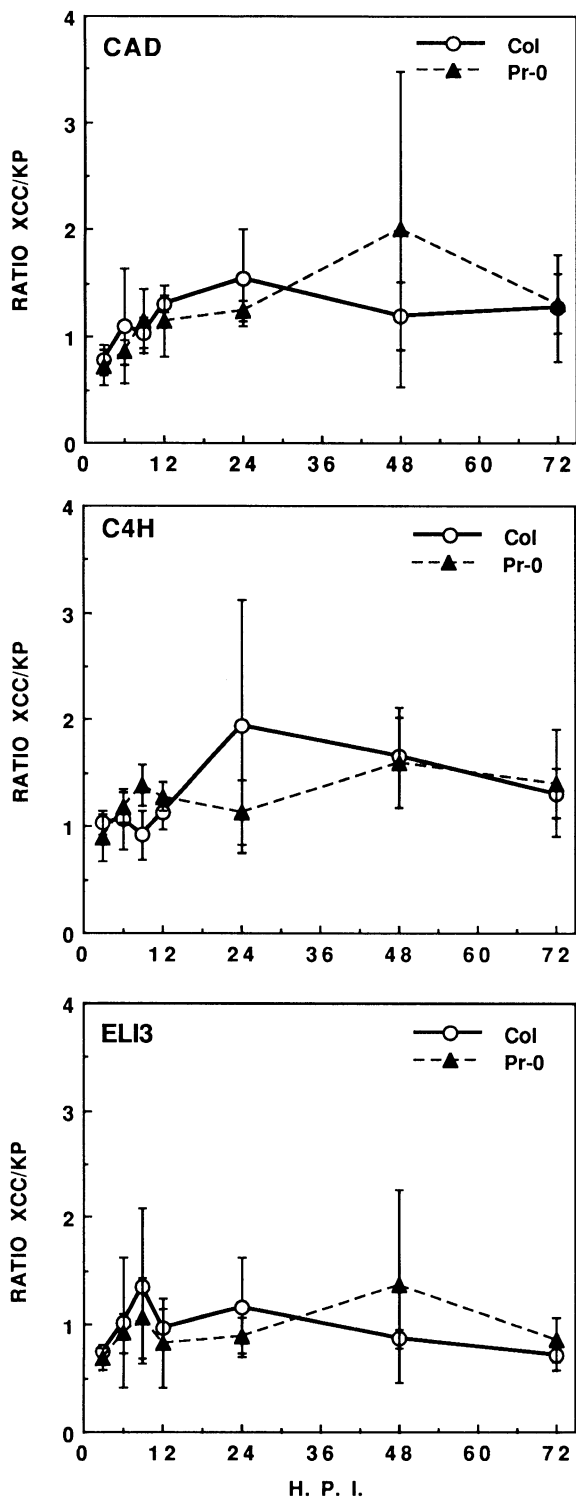 4
CAD
Col
Pr-0
3
2
1
0
RATIO XCC/KP
0 12 24 36 48 60 72
4
C4H
Col
Pr-0
3
2
1
0
RATIO XCC/KP
0 12 24 36 48 60 72
4
ELI3
Col
Pr-0
3
2
1
0
RATIO XCC/KP
0 12 24 36 48 60 72
H. P. I.